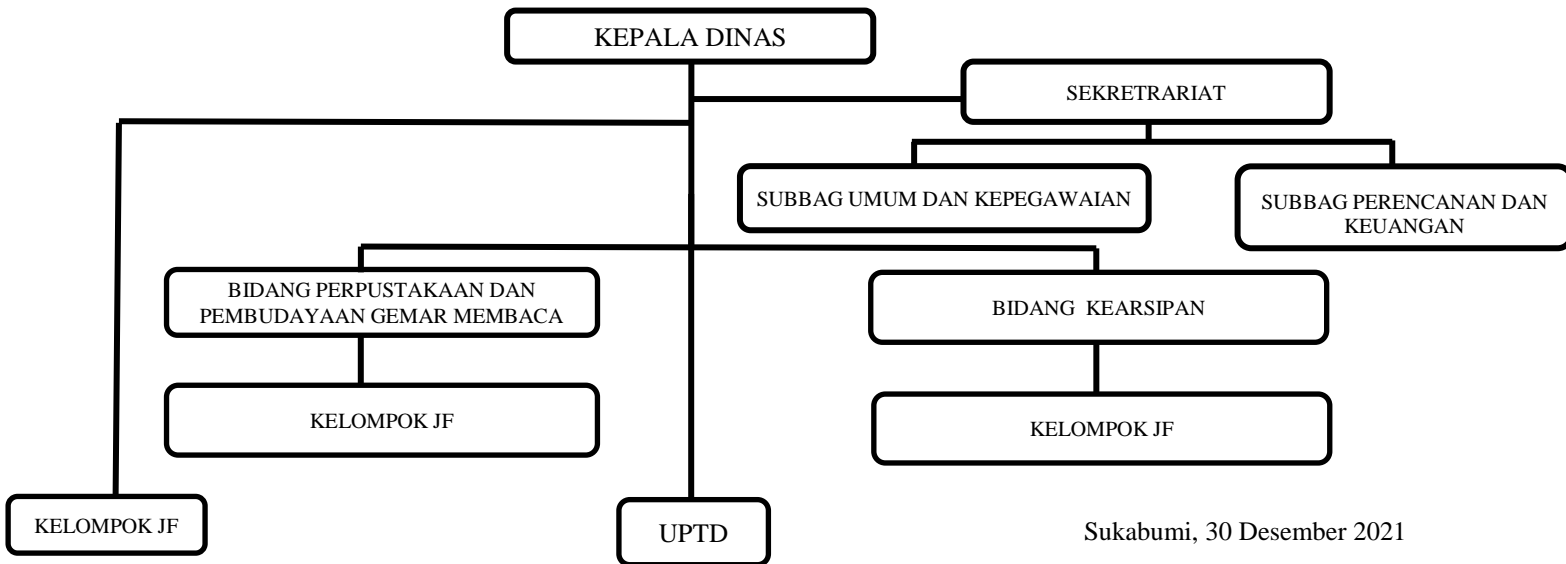 KEPALA DINAS
SEKRETRARIAT
SUBBAG UMUM DAN KEPEGAWAIAN
SUBBAG PERENCANAN DAN
KEUANGAN
BIDANG PERPUSTAKAAN DAN
PEMBUDAYAAN GEMAR MEMBACA
BIDANG KEARSIPAN
KELOMPOK JF
KELOMPOK JF
KELOMPOK JF
UPTD
Sukabumi, 30 Desember 2021